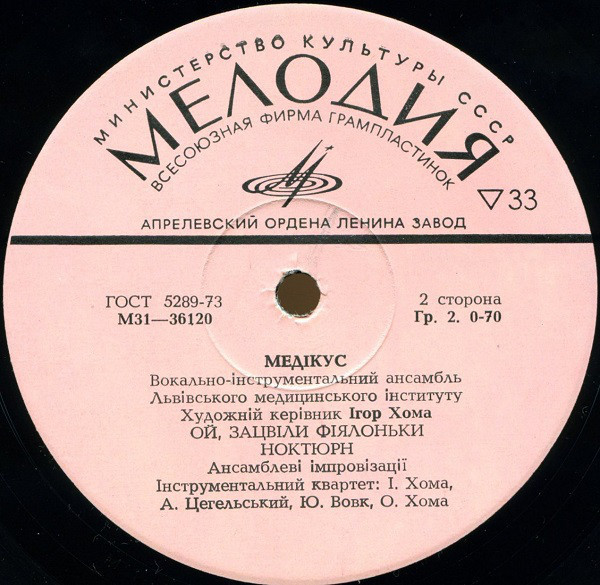 МИНИСТЕРСТВО КУЛЬТУРЫ СССР
МЕЛОДИЯ
ВСЕСОЮЗНАЯ ФИРМА ГРАМПЛАСТИНОК
▽33
АПРЕЛЕВСКИЙ ОРДЕНА ЛЕНИНА ЗАВОД
ГОСТ 5289-73
М31—36120
2 сторона
Гр. 2. 0-70
МЕДІКУС
Вокально-інструментальний ансамбль
Львівського медицинського інституту
Художній керівник Ігор Хома
ОЙ, ЗАЦВІЛИ ФІЯЛОНЬКИ
НОКТЮРН
Ансамблеві імпровізації
Інструментальний квартет: І. Хома,
А. Цегельський, Ю. Вовк, О. Хома